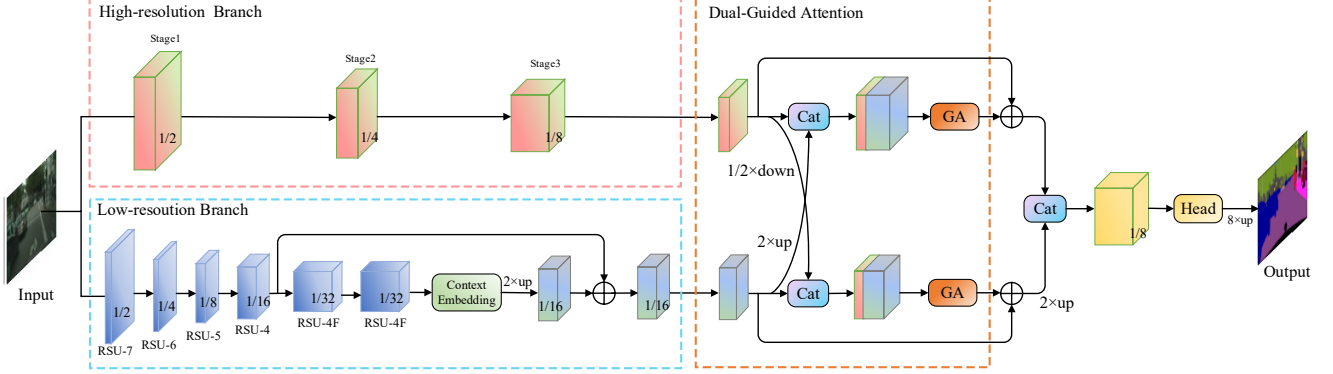 High-resolution Branch
Dual-Guided Attention
Stage1
Stage2
Stage3
1/2
1/4
1/8
Cat
GA
1/2×down
2×up
Low-resoution Branch
Input
1/2
1/4
1/8
1/16
1/32
1/32
Context
Embedding
2×up
1/16
1/16
RSU-7
RSU-6
RSU-5
RSU-4
RSU-4F
RSU-4F
Cat
GA
2×up
Cat
1/8
Head
8×up
Output